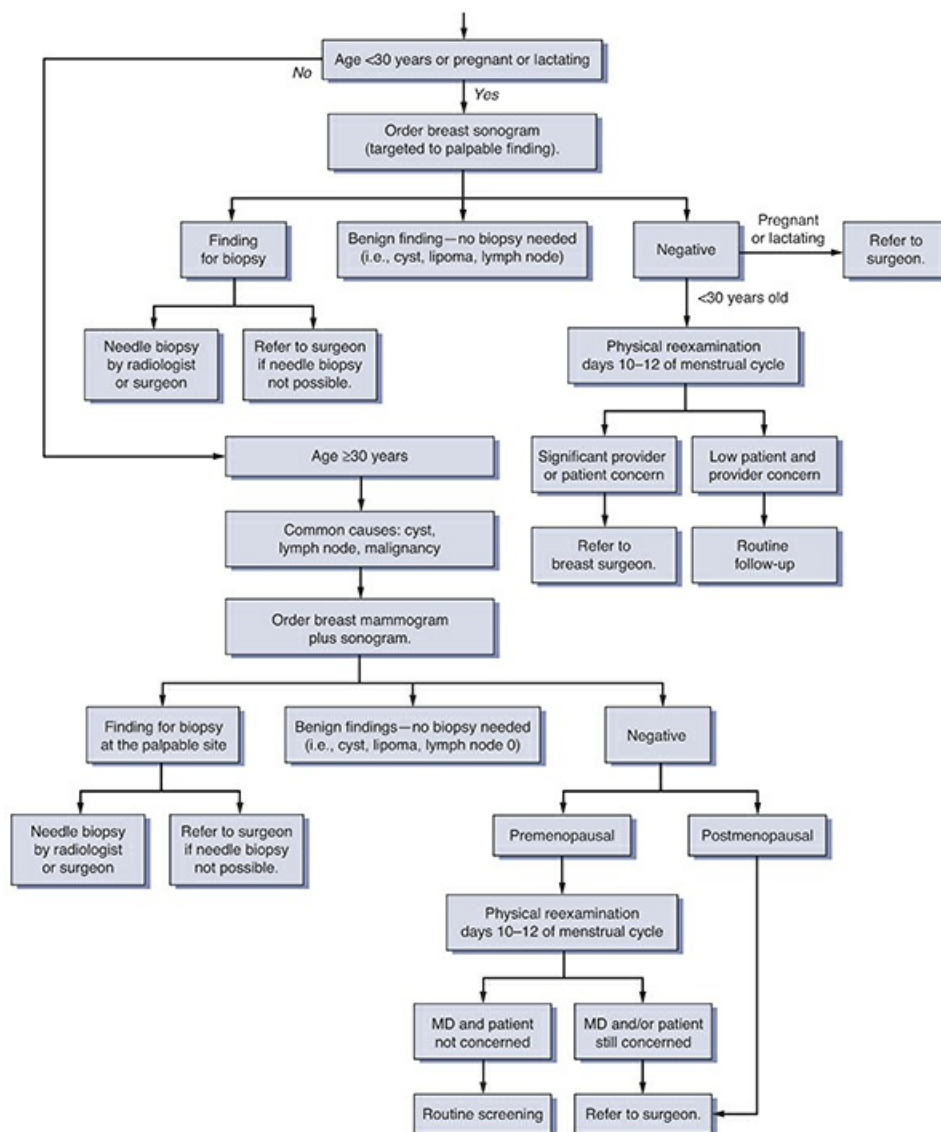 Age <30 years or pregnant or lactating
No
Yes
Order breast sonogram
(targeted to palpable finding).
Finding
for biopsy
Benign finding—no biopsy needed
(i.e., cyst, lipoma, lymph node)
Negative
Pregnant
or lactating
Refer to
surgeon.
<30 years old
Needle biopsy
by radiologist
or surgeon
Refer to surgeon
if needle biopsy
not possible.
Physical reexamination
days 10–12 of menstrual cycle
Significant provider
or patient concern
Low patient and
provider concern
Refer to
breast surgeon.
Routine
follow-up
Age ≥30 years
Common causes: cyst,
lymph node, malignancy
Order breast mammogram
plus sonogram.
Finding for biopsy
at the palpable site
Benign findings—no biopsy needed
(i.e., cyst, lipoma, lymph node 0)
Negative
Needle biopsy
by radiologist
or surgeon
Refer to surgeon
if needle biopsy
not possible.
Premenopausal
Postmenopausal
Physical reexamination
days 10–12 of menstrual cycle
MD and patient
not concerned
MD and/or patient
still concerned
Routine screening
Refer to surgeon.